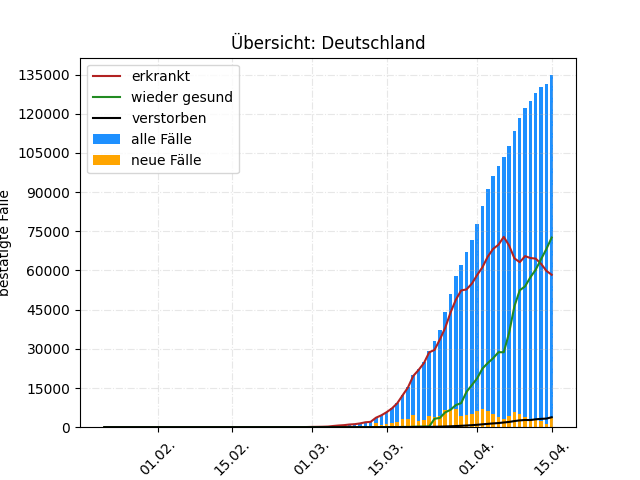 Übersicht: Deutschland
erkrankt
wieder gesund
verstorben
alle Fälle
neue Fälle
135000
120000
105000
90000
75000
60000
45000
30000
15000
0
bestätigte Fälle
01.02.
15.02.
01.03.
15.03.
01.04.
15.04.